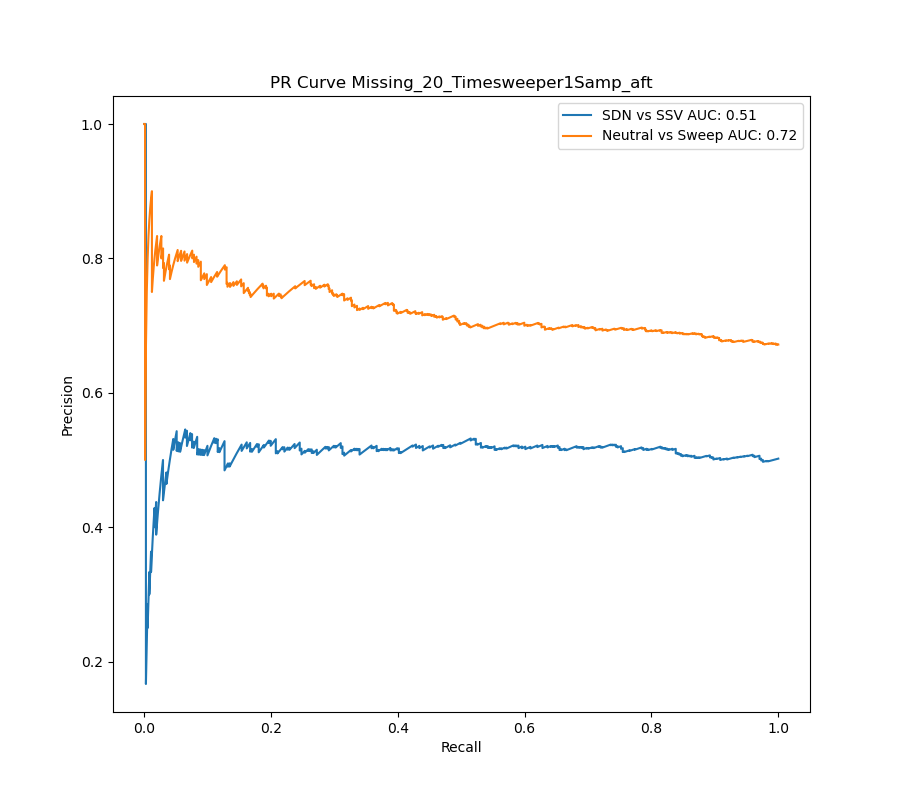 PR Curve Missing_20_Timesweeper1Samp_aft
SDN vs SSV AUC: 0.51
Neutral vs Sweep AUC: 0.72
1.0
0.8
0.6
0.4
0.2
Precision
0.0 0.2 0.4 0.6 0.8 1.0
Recall